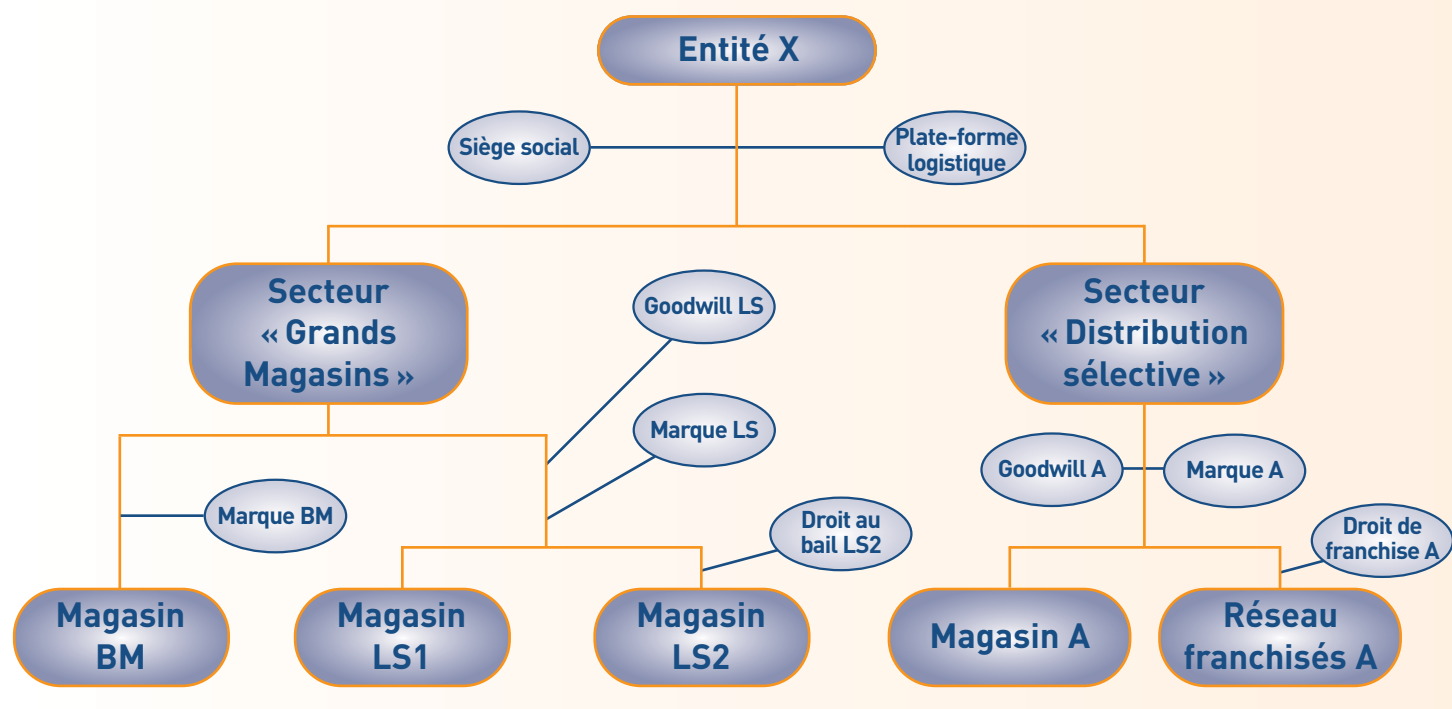 Entité X
Siège social
Plate-forme
logistique
Secteur
« Grands
Magasins »
Goodwill LS
Secteur
« Distribution
sélective »
Marque LS
Goodwill A
Marque A
Marque BM
Droit au
bail LS2
Droit de
franchise A
Magasin
BM
Magasin
LS1
Magasin
LS2
Magasin A
Réseau
franchisés A